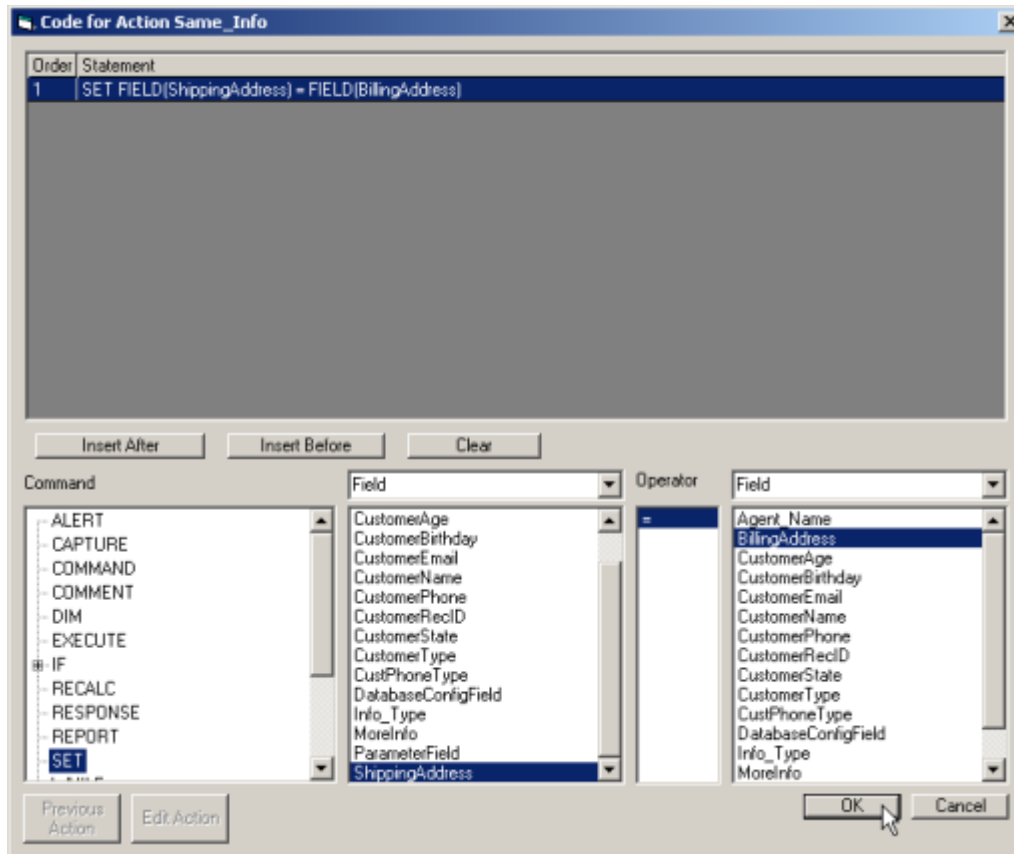 Code for Action Same_Info
Order Statement
1 SET FIELD(ShippingAddress) = FIELD(BillingAddress)
Insert After Insert Before Clear
Command
Field
Operator
Field
ALERT
CAPTURE
COMMAND
COMMENT
DIM
EXECUTE
IF
RECALC
RESPONSE
REPORT
SET
CustomerAge
CustomerBirthday
CustomerEmail
CustomerName
CustomerPhone
CustomerRecID
CustomerState
CustomerType
CustPhoneType
DatabaseConfigField
Info_Type
MoreInfo
ParameterField
ShippingAddress
=
Agent_Name
BillingAddress
CustomerAge
CustomerBirthday
CustomerEmail
CustomerName
CustomerPhone
CustomerRecID
CustomerState
CustomerType
CustPhoneType
DatabaseConfigField
Info_Type
MoreInfo
Previous
Action
Edit Action
OK
Cancel